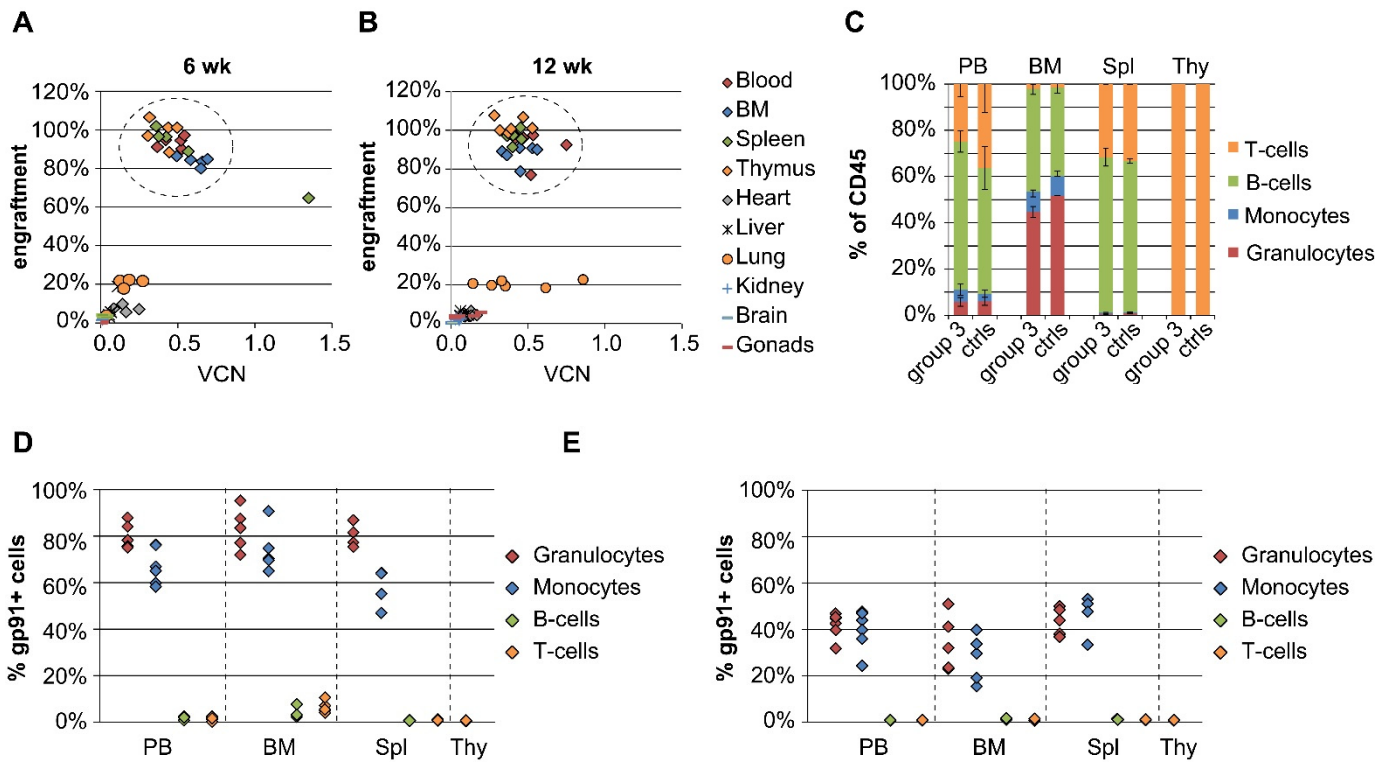 A
6 wk
engraftment
120%
100%
80%
60%
40%
20%
0%
0.0
0.5
1.0
1.5
VCN
B
12 wk
engraftment
120%
100%
80%
60%
40%
20%
0%
0.0
0.5
1.0
1.5
VCN
Blood
BM
Spleen
Thymus
Heart
Liver
Lung
Kidney
Brain
Gonads
C
PB BM Spl Thy
% of CD45
100%
80%
60%
40%
20%
0%
group 3 ctrls group 3 ctrls group 3 ctrls group 3 ctrls
T-cells
B-cells
Monocytes
Granulocytes
D
% gp91+ cells
100%
80%
60%
40%
20%
0%
PB BM Spl Thy
Granulocytes
Monocytes
B-cells
T-cells
E
% gp91+ cells
100%
80%
60%
40%
20%
0%
PB BM Spl Thy
Granulocytes
Monocytes
B-cells
T-cells